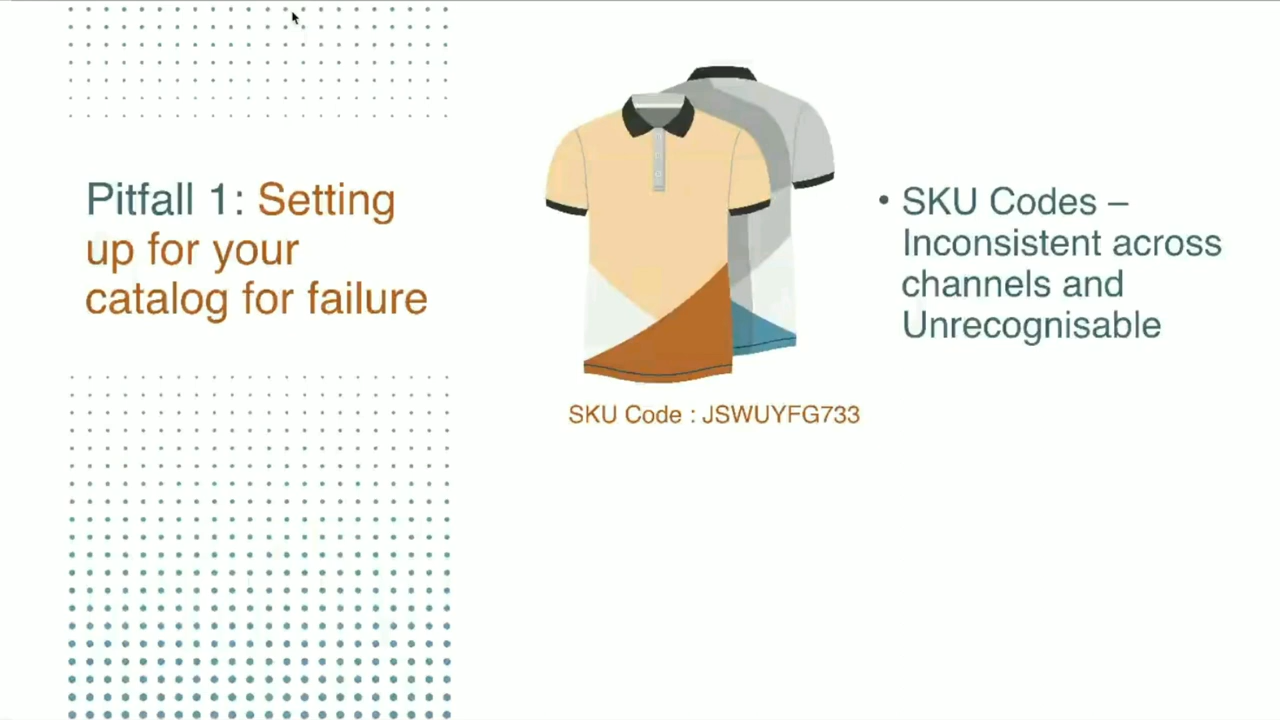 Pitfall 1: Setting
up for your
catalog for failure
SKU Code : JSWUYFG733
• SKU Codes –
Inconsistent across
channels and
Unrecognisable